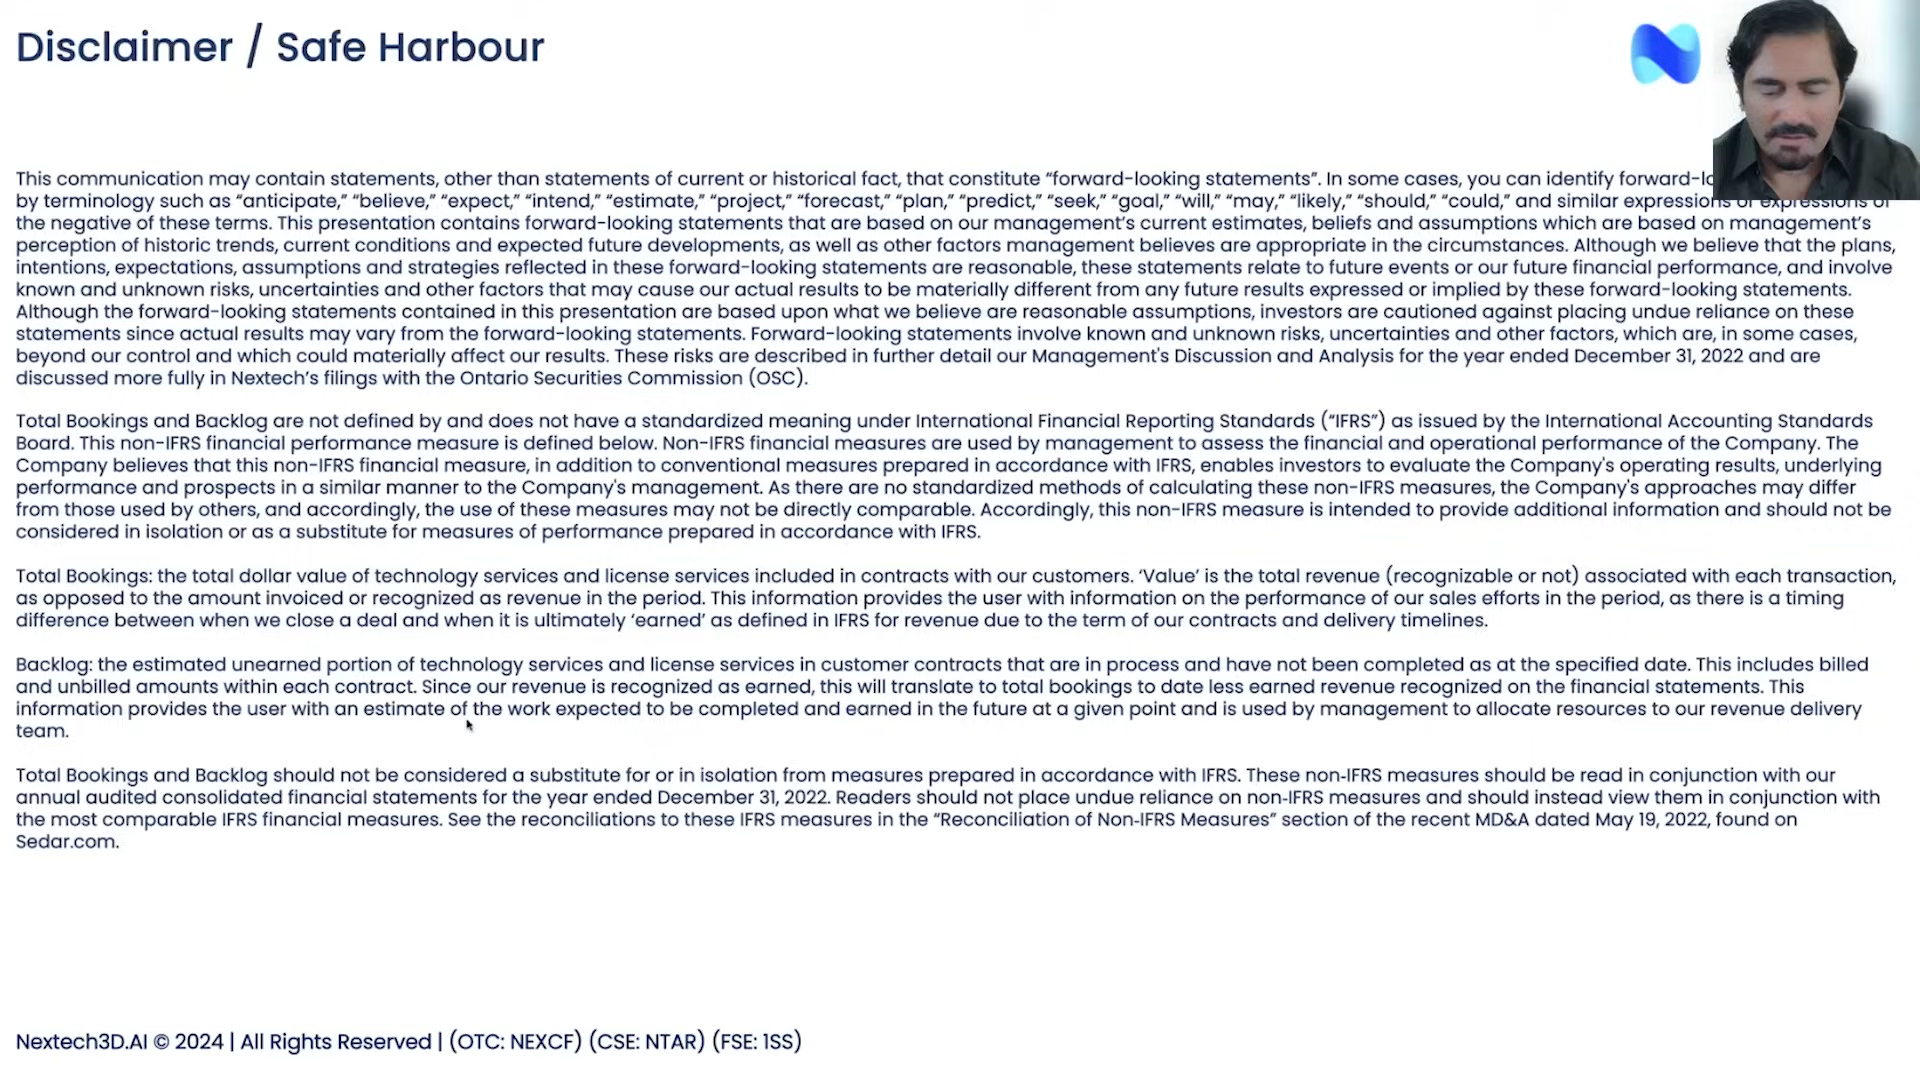 Disclaimer / Safe Harbour
This communication may contain statements, other than statements of current or historical fact, that constitute “forward-looking statements”. In some cases, you can identify
by terminology such as “anticipate,” “believe,” “expect,” “intend,” “estimate,” “project,” “forecast,” “plan,” “predict,” “seek,” “goal,” “will,” “may,” “likely,” “should,” “could,” and similar expressions or expressions of
the negative of these terms. This presentation contains forward-looking statements that are based on our management’s current estimates, beliefs and assumptions which are based on management’s
perception of historic trends, current conditions and expected future developments, as well as other factors management believes are appropriate in the circumstances. Although we believe that the plans,
intentions, expectations, assumptions and strategies reflected in these forward-looking statements are reasonable, these statements relate to future events or our future financial performance, and involve
known and unknown risks, uncertainties and other factors that may cause our actual results to be materially different from any future results expressed or implied by these forward-looking statements.
Although the forward-looking statements contained in this presentation are based upon what we believe are reasonable assumptions, investors are cautioned against placing undue reliance on these
statements since actual results may vary from the forward-looking statements. Forward-looking statements involve known and unknown risks, uncertainties and other factors, which are, in some cases,
beyond our control and which could materially affect our results. These risks are described in further detail our Management's Discussion and Analysis for the year ended December 31, 2022 and are
discussed more fully in Nextech’s filings with the Ontario Securities Commission (OSC).
Total Bookings and Backlog are not defined by and does not have a standardized meaning under International Financial Reporting Standards (“IFRS”) as issued by the International Accounting Standards
Board. This non-IFRS financial performance measure is defined below. Non-IFRS financial measures are used by management to assess the financial and operational performance of the Company. The
Company believes that this non-IFRS financial measure, in addition to conventional measures prepared in accordance with IFRS, enables investors to evaluate the Company's operating results, underlying
performance and prospects in a similar manner to the Company's management. As there are no standardized methods of calculating these non-IFRS measures, the Company's approaches may differ
from those used by others, and accordingly, the use of these measures may not be directly comparable. Accordingly, this non-IFRS measure is intended to provide additional information and should not be
considered in isolation or as a substitute for measures of performance prepared in accordance with IFRS.
Total Bookings: the total dollar value of technology services and license services included in contracts with our customers. ‘Value’ is the total revenue (recognizable or not) associated with each transaction,
as opposed to the amount invoiced or recognized as revenue in the period. This information provides the user with information on the performance of our sales efforts in the period, as there is a timing
difference between when we close a deal and when it is ultimately ‘earned’ as defined in IFRS for revenue due to the term of our contracts and delivery timelines.
Backlog: the estimated unearned portion of technology services and license services in customer contracts that are in process and have not been completed as at the specified date. This includes billed
and unbilled amounts within each contract. Since our revenue is recognized as earned, this will translate to total bookings to date less earned revenue recognized on the financial statements. This
information provides the user with an estimate of the work expected to be completed and earned in the future at a given point and is used by management to allocate resources to our revenue delivery
team.
Total Bookings and Backlog should not be considered a substitute for or in isolation from measures prepared in accordance with IFRS. These non-IFRS measures should be read in conjunction with our
annual audited consolidated financial statements for the year ended December 31, 2022. Readers should not place undue reliance on non-IFRS measures and should instead view them in conjunction with
the most comparable IFRS financial measures. See the reconciliations to these IFRS measures in the “Reconciliation of Non-IFRS Measures” section of the recent MD&A dated May 19, 2022, found on
Sedar.com.
Nextech3D.AI © 2024 | All Rights Reserved | (OTC: NEXCF) (CSE: NTAR) (FSE: 1SS)